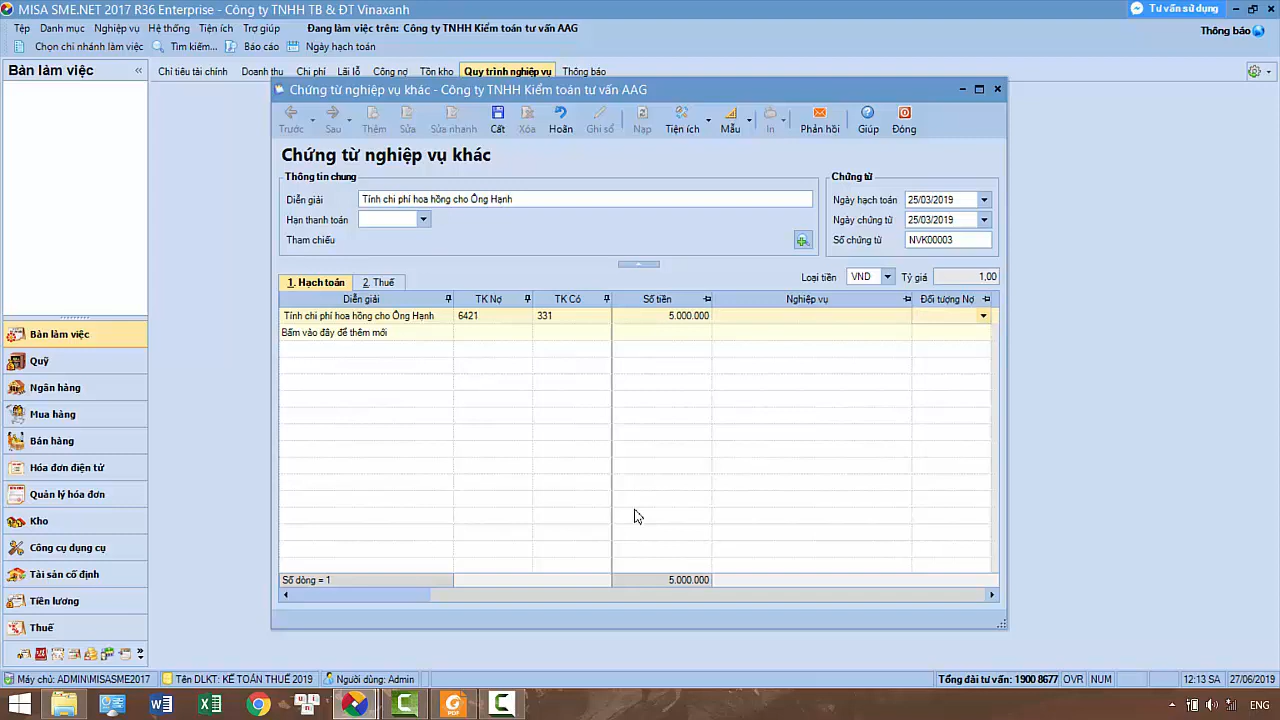 MISA SME.NET 2017 R36 Enterprise - Công ty TNHH TB & ĐT Vinaxanh
Tư vấn sử dụng
Tệp Danh mục Nghiệp vụ Hệ thống Tiện ích Trợ giúp Đang làm việc trên: Công ty TNHH Kiểm toán tư vấn AAG
Thông báo
Chọn chi nhánh làm việc Tìm kiếm... Báo cáo Ngày hạch toán
Bàn làm việc «
Chỉ tiêu tài chính Doanh thu Chi phí Lãi lỗ Công nợ Tồn kho Quy trình nghiệp vụ Thông báo
Chứng từ nghiệp vụ khác - Công ty TNHH Kiểm toán tư vấn AAG
Trước Sau Thêm Sửa Sửa nhanh Cất Xóa Hoãn Ghi sổ Nạp Tiện ích Mẫu In Phản hồi Giúp Đóng
Chứng từ nghiệp vụ khác
Thông tin chung
Diễn giải Tính chi phí hoa hồng cho Ông Hạnh
Hạn thanh toán
Tham chiếu
Chứng từ
Ngày hạch toán 25/03/2019
Ngày chứng từ 25/03/2019
Số chứng từ NVK00003
1. Hạch toán 2. Thuế
Loại tiền VND Tỷ giá 1,00
Diễn giải TK Nợ TK Có Số tiền Nghiệp vụ Đối tượng Nợ
Tính chi phí hoa hồng cho Ông Hạnh 6421 331 5.000.000
Bấm vào đây để thêm mới
Số dòng = 1 5.000.000
Bàn làm việc
Quỹ
Ngân hàng
Mua hàng
Bán hàng
Hóa đơn điện tử
Quản lý hóa đơn
Kho
Công cụ dụng cụ
Tài sản cố định
Tiền lương
Thuế
Máy chủ: ADMIN\MISASME2017 Tên DLKT: KẾ TOÁN THUẾ 2019 Người dùng: Admin
Tổng đài tư vấn: 1900 8677 OVR NUM 12:13 SA 27/06/2019
ENG